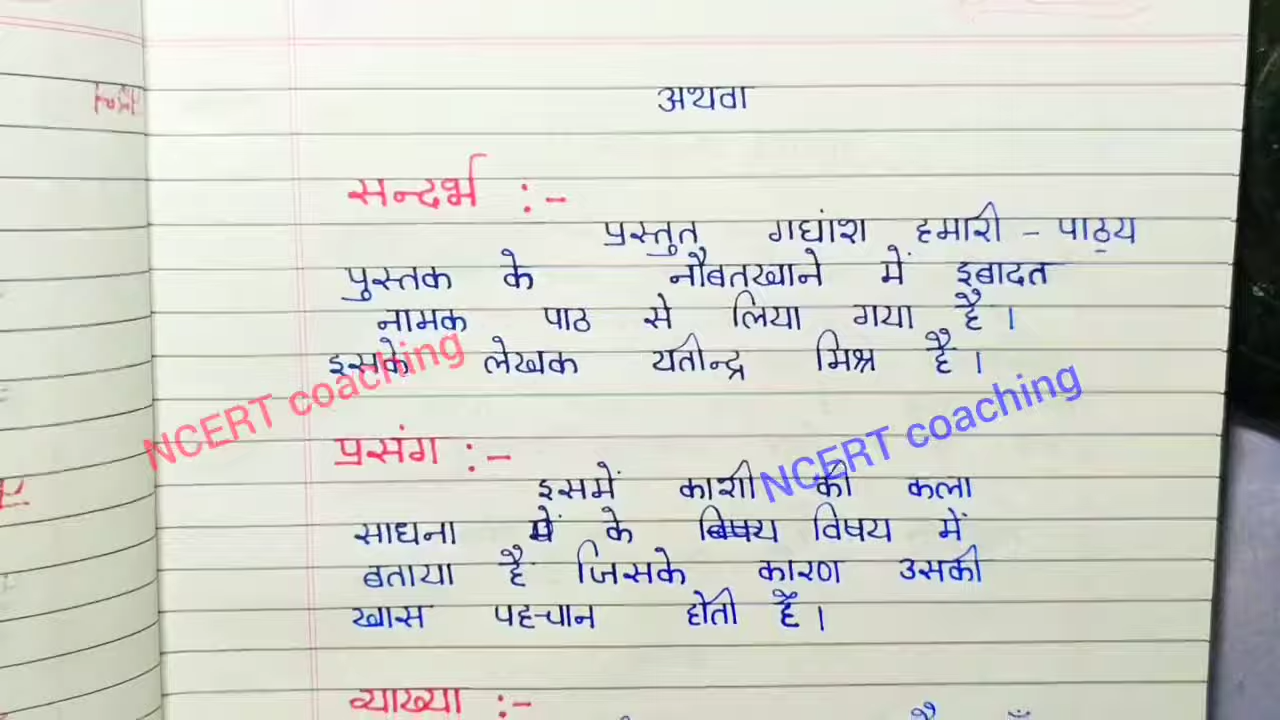 अथवा
सन्दर्भ :-
प्रस्तुत गद्यांश हमारी - पाठ्य
पुस्तक के नौबतखाने में इबादत
नामक पाठ से लिया गया है।
इसके लेखक यतीन्द्र मिश्र है।
NCERT coaching
NCERT coaching
प्रसंग :-
इसमें काशी की कला
साधना के विषय में
बताया है जिसके कारण उसकी
खास पहचान होती है।
व्याख्या :-